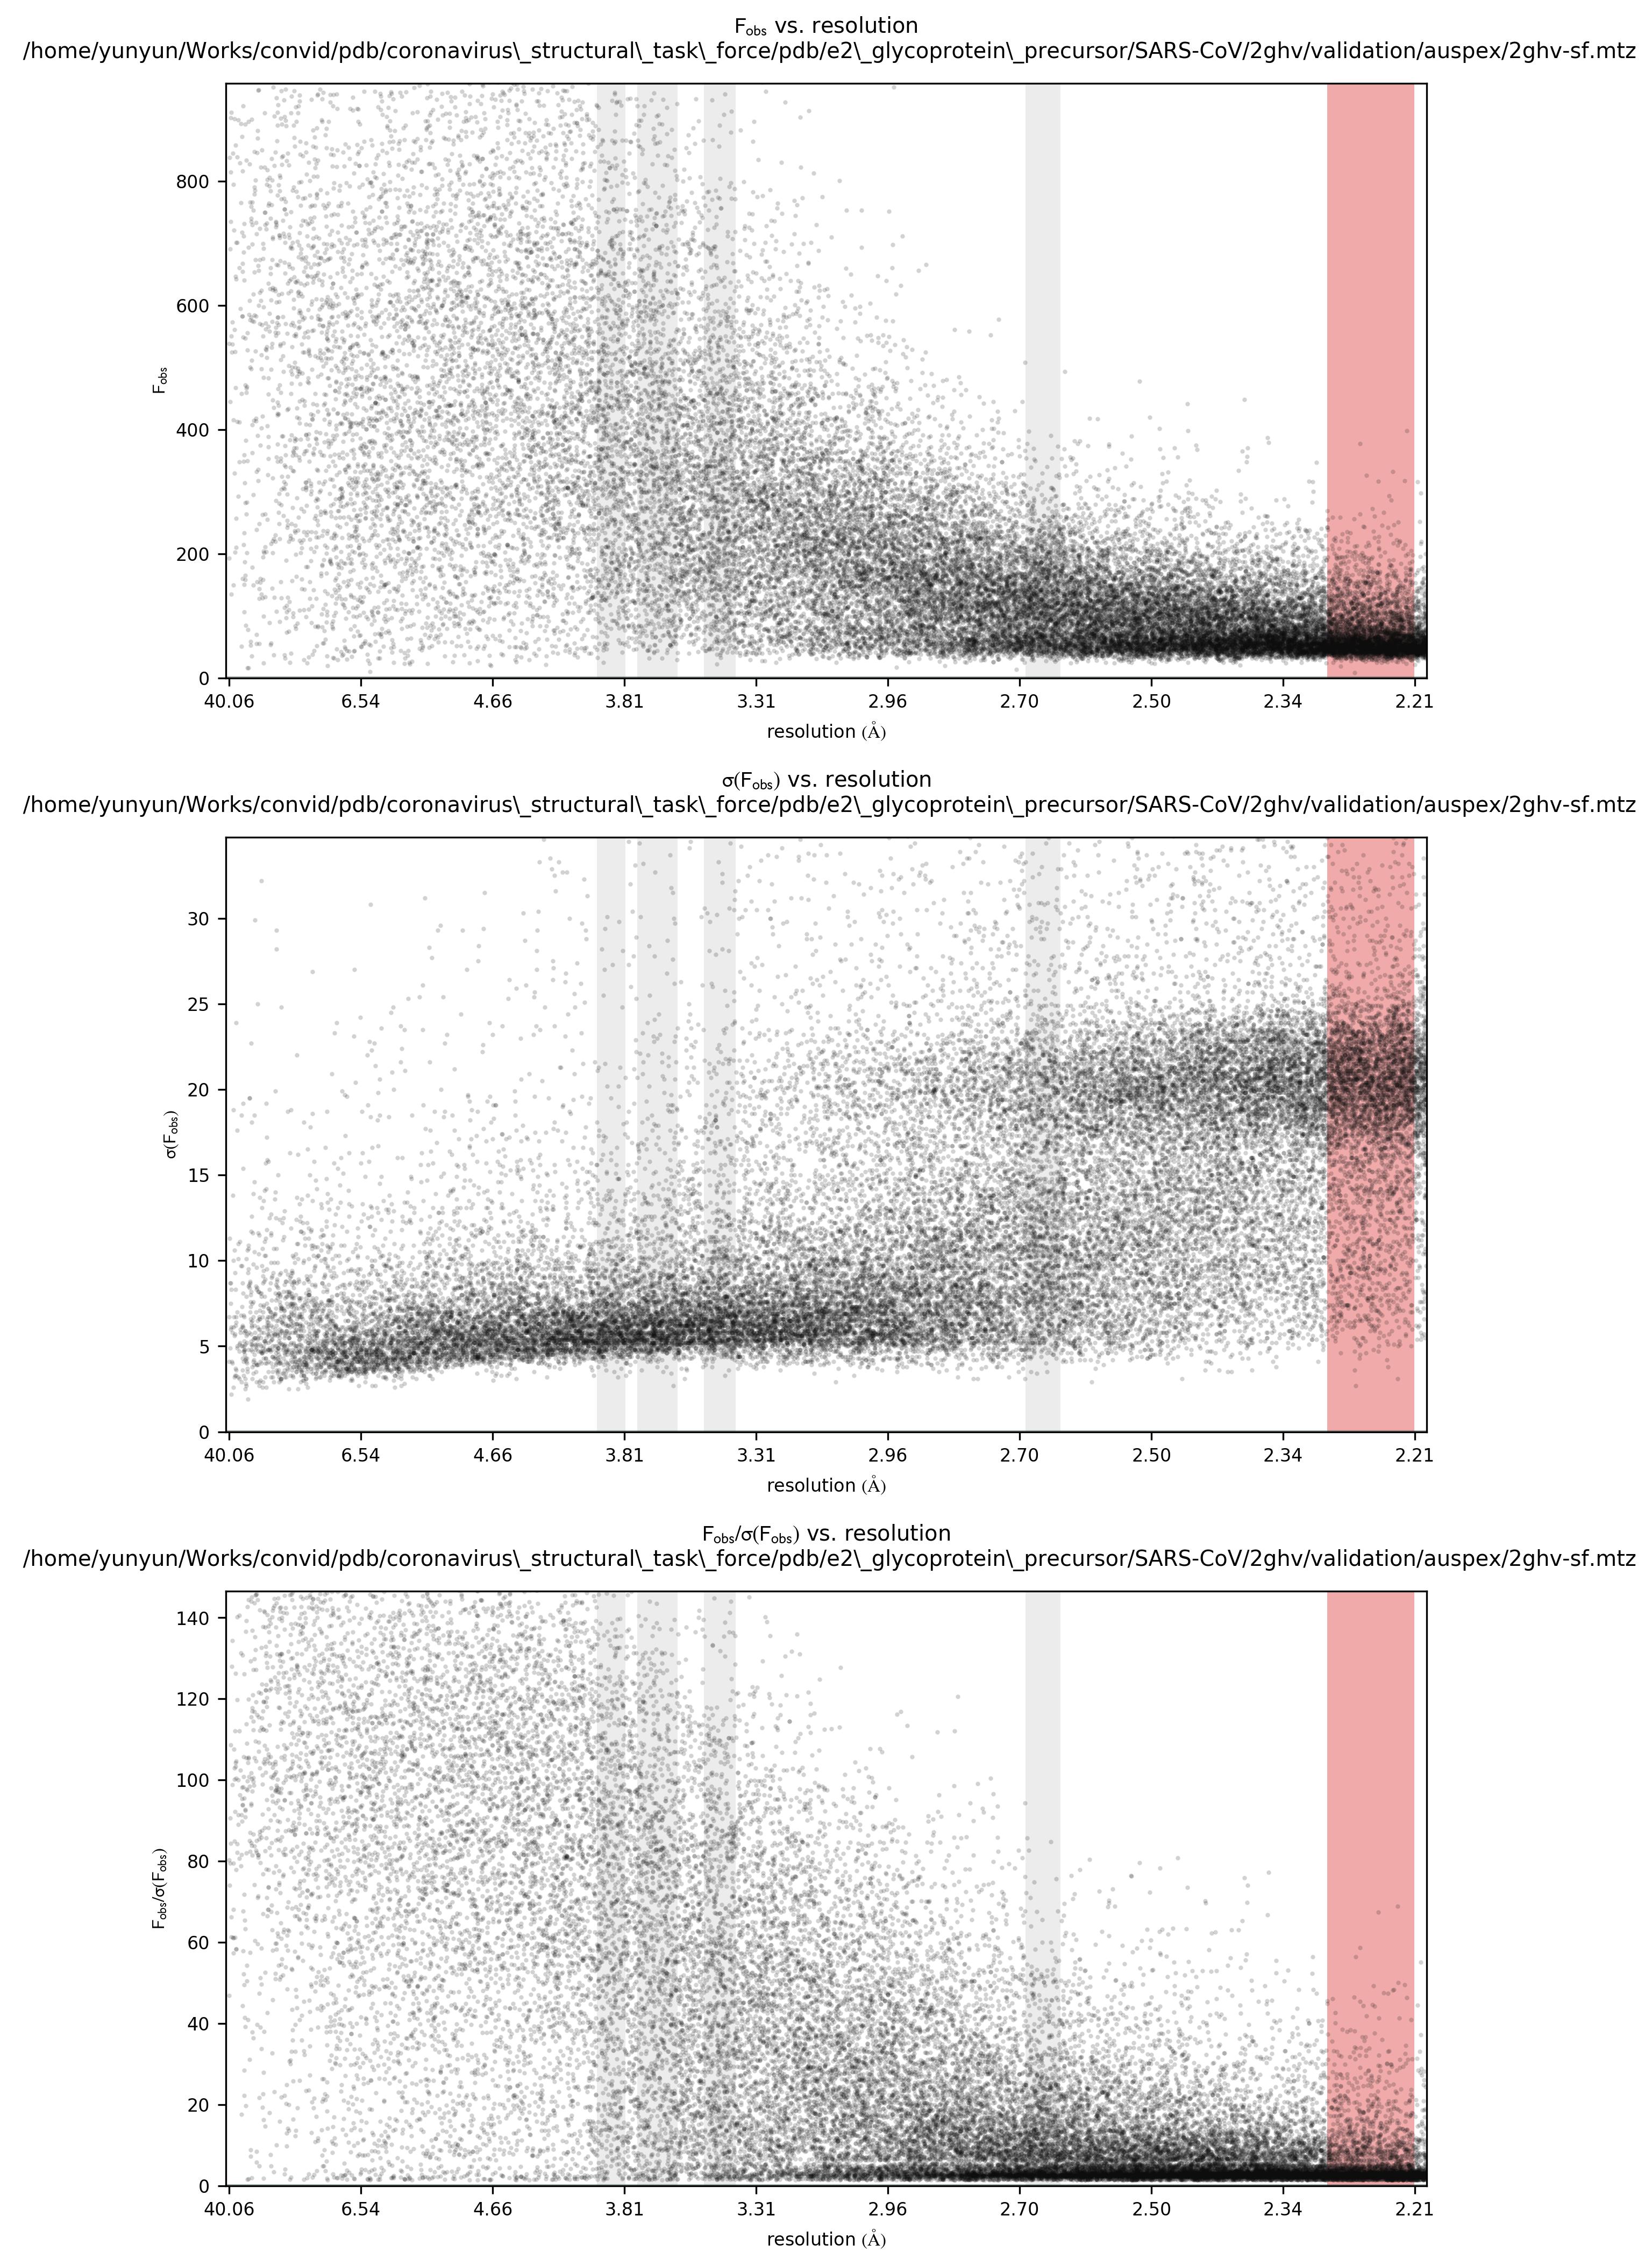 Fobs vs. resolution
/home/yunyun/Works/convid/pdb/coronavirus\_structural\_task\_force/pdb/e2\_glycoprotein\_precursor/SARS-CoV/2ghv/validation/auspex/2ghv-sf.mtz
800
600
400
200
0
Fobs
40.06 6.54 4.66 3.81 3.31 2.96 2.70 2.50 2.34 2.21
resolution (Å)
σ(Fobs) vs. resolution
/home/yunyun/Works/convid/pdb/coronavirus\_structural\_task\_force/pdb/e2\_glycoprotein\_precursor/SARS-CoV/2ghv/validation/auspex/2ghv-sf.mtz
30
25
20
15
10
5
0
σ(Fobs)
40.06 6.54 4.66 3.81 3.31 2.96 2.70 2.50 2.34 2.21
resolution (Å)
Fobs/σ(Fobs) vs. resolution
/home/yunyun/Works/convid/pdb/coronavirus\_structural\_task\_force/pdb/e2\_glycoprotein\_precursor/SARS-CoV/2ghv/validation/auspex/2ghv-sf.mtz
140
120
100
80
60
40
20
0
Fobs/σ(Fobs)
40.06 6.54 4.66 3.81 3.31 2.96 2.70 2.50 2.34 2.21
resolution (Å)